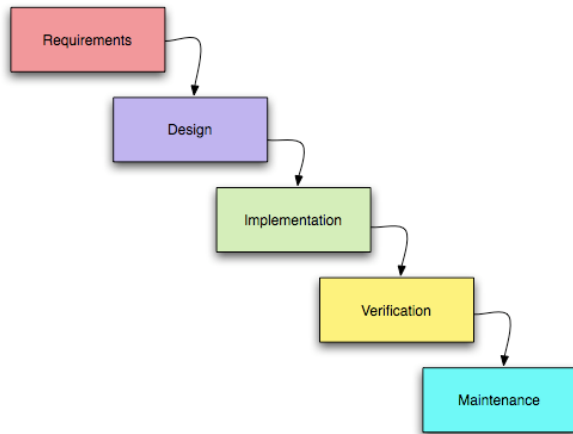 Requirements
Design
Implementation
Verification
Maintenance